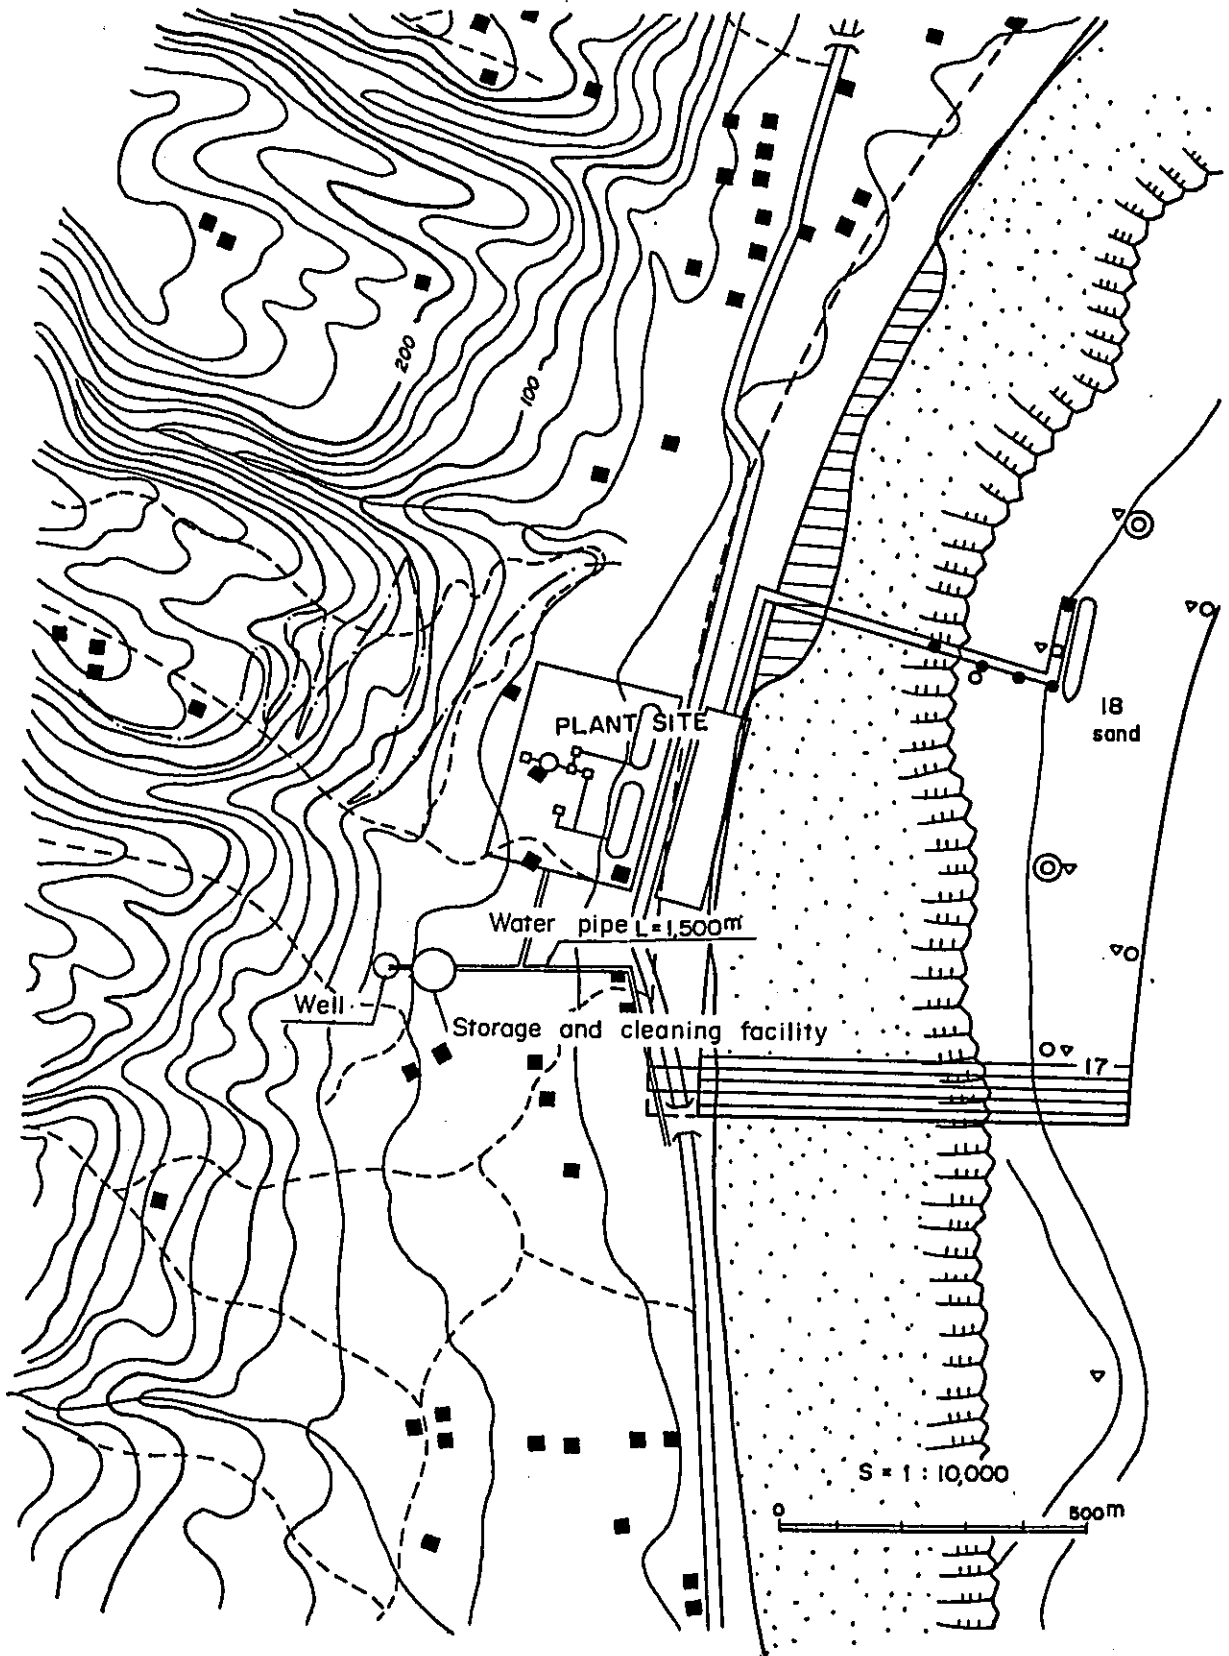 200
100
18
sand
PLANT SITE
Water pipe L=1,500m
Well
Storage and cleaning facility
17
S = 1 : 10,000
0 500m